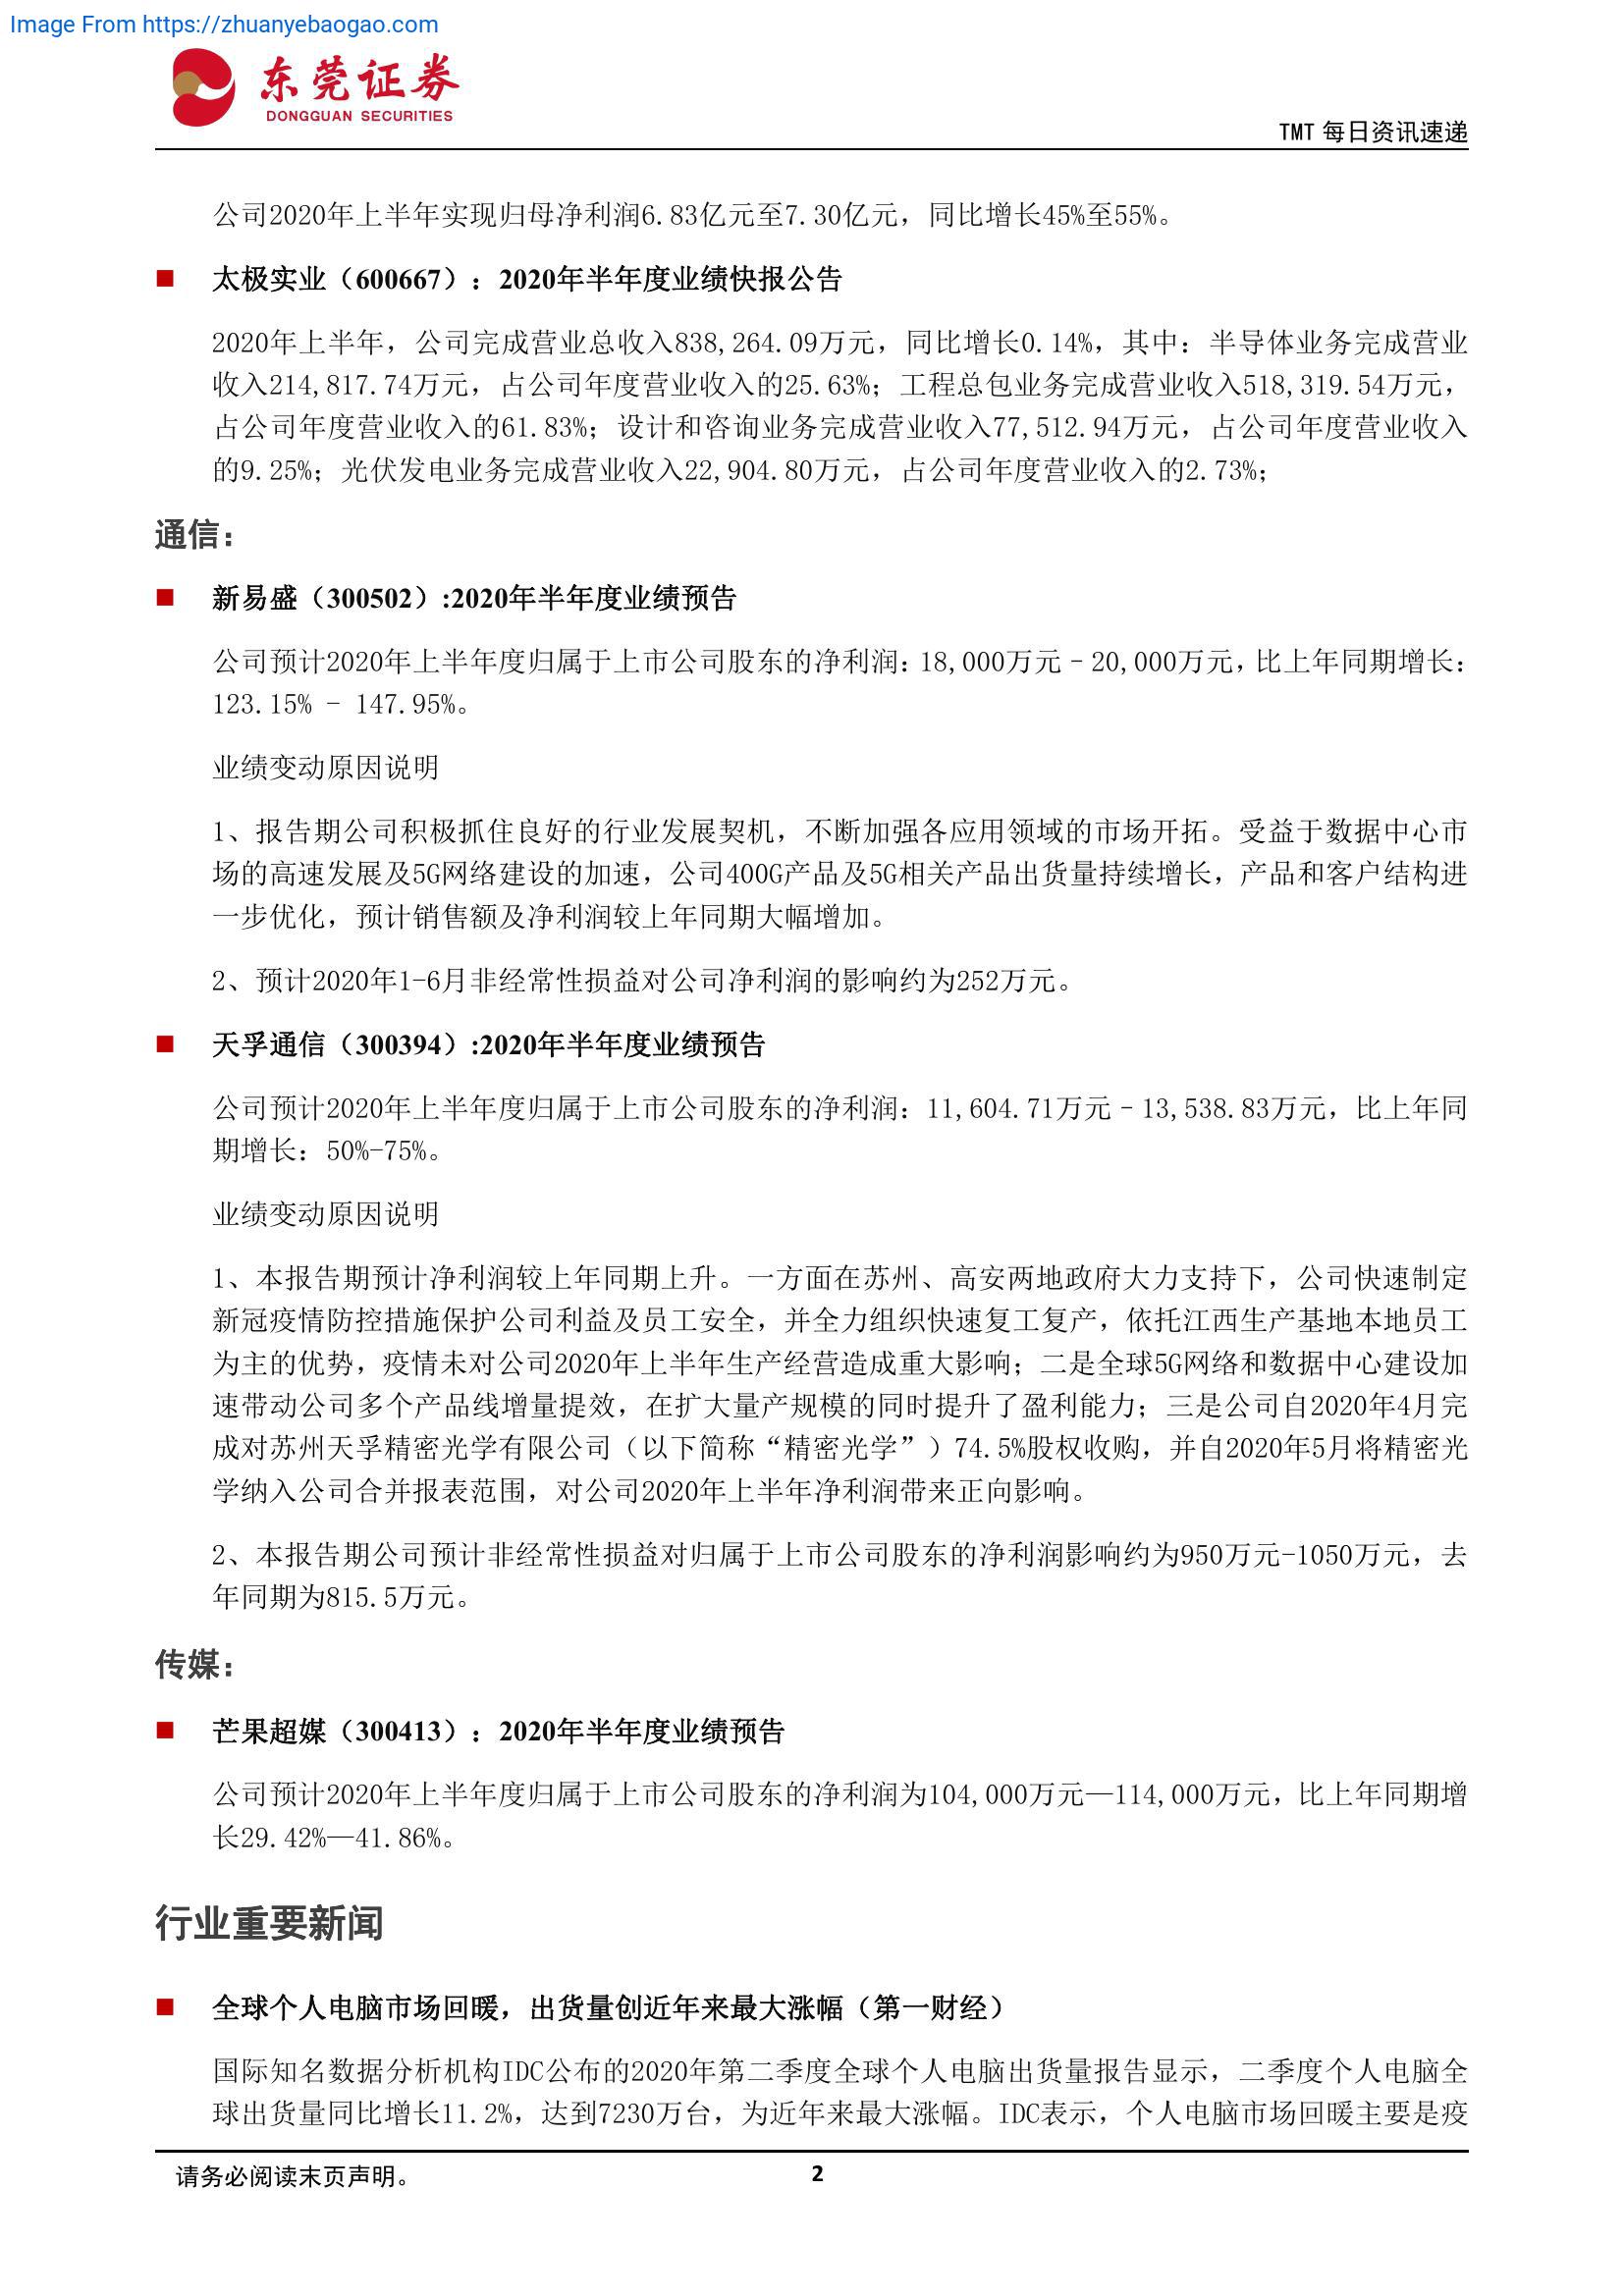 Image From https://zhuanyebaogao.com
东莞证券
DONGGUAN SECURITIES
TMT 每日资讯速递
公司2020年上半年实现归母净利润6.83亿元至7.30亿元，同比增长45%至55%。
■ 太极实业（600667）：2020年半年度业绩快报公告
2020年上半年，公司完成营业总收入838,264.09万元，同比增长0.14%，其中：半导体业务完成营业
收入214,817.74万元，占公司年度营业收入的25.63%；工程总包业务完成营业收入518,319.54万元，
占公司年度营业收入的61.83%；设计和咨询业务完成营业收入77,512.94万元，占公司年度营业收入
的9.25%；光伏发电业务完成营业收入22,904.80万元，占公司年度营业收入的2.73%；
通信：
■ 新易盛（300502）:2020年半年度业绩预告
公司预计2020年上半年度归属于上市公司股东的净利润：18,000万元–20,000万元，比上年同期增长：
123.15% - 147.95%。
业绩变动原因说明
1、报告期公司积极抓住良好的行业发展契机，不断加强各应用领域的市场开拓。受益于数据中心市
场的高速发展及5G网络建设的加速，公司400G产品及5G相关产品出货量持续增长，产品和客户结构进
一步优化，预计销售额及净利润较上年同期大幅增加。
2、预计2020年1-6月非经常性损益对公司净利润的影响约为252万元。
■ 天孚通信（300394）:2020年半年度业绩预告
公司预计2020年上半年度归属于上市公司股东的净利润：11,604.71万元–13,538.83万元，比上年同
期增长：50%-75%。
业绩变动原因说明
1、本报告期预计净利润较上年同期上升。一方面在苏州、高安两地政府大力支持下，公司快速制定
新冠疫情防控措施保护公司利益及员工安全，并全力组织快速复工复产，依托江西生产基地本地员工
为主的优势，疫情未对公司2020年上半年生产经营造成重大影响；二是全球5G网络和数据中心建设加
速带动公司多个产品线增量提效，在扩大量产规模的同时提升了盈利能力；三是公司自2020年4月完
成对苏州天孚精密光学有限公司（以下简称“精密光学”）74.5%股权收购，并自2020年5月将精密光
学纳入公司合并报表范围，对公司2020年上半年净利润带来正向影响。
2、本报告期公司预计非经常性损益对归属于上市公司股东的净利润影响约为950万元-1050万元，去
年同期为815.5万元。
传媒：
■ 芒果超媒（300413）：2020年半年度业绩预告
公司预计2020年上半年度归属于上市公司股东的净利润为104,000万元—114,000万元，比上年同期增
长29.42%—41.86%。
行业重要新闻
■ 全球个人电脑市场回暖，出货量创近年来最大涨幅（第一财经）
国际知名数据分析机构IDC公布的2020年第二季度全球个人电脑出货量报告显示，二季度个人电脑全
球出货量同比增长11.2%，达到7230万台，为近年来最大涨幅。IDC表示，个人电脑市场回暖主要是疫
请务必阅读末页声明。
2